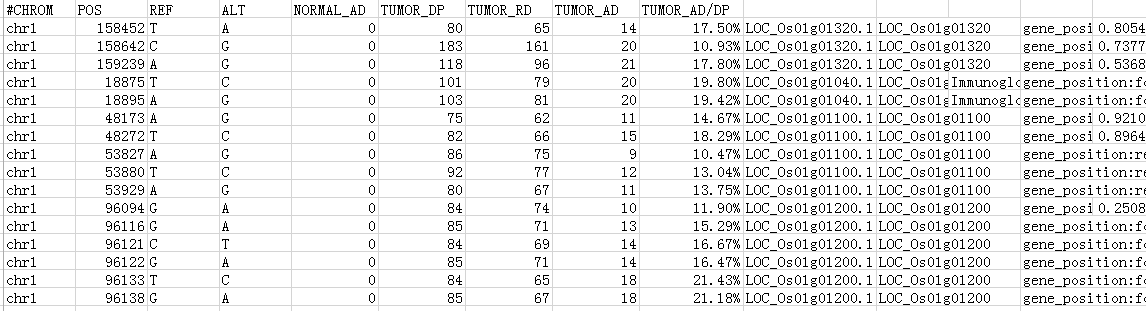 #CHROM POS REF ALT NORMAL_AD TUMOR_DP TUMOR_RD TUMOR_AD TUMOR_AD/DP
chr1 158452 T A 0 80 65 14 17.50% LOC_Os01g01320.1 LOC_Os01g01320 gene_posi 0.8054
chr1 158642 C G 0 183 161 20 10.93% LOC_Os01g01320.1 LOC_Os01g01320 gene_posi 0.7377
chr1 159239 A G 0 118 96 21 17.80% LOC_Os01g01320.1 LOC_Os01g01320 gene_posi 0.5368
chr1 18875 T C 0 101 79 20 19.80% LOC_Os01g01040.1 LOC_Os01g Immunoglo gene_position:fo
chr1 18895 A G 0 103 81 20 19.42% LOC_Os01g01040.1 LOC_Os01g Immunoglo gene_position:fo
chr1 48173 A G 0 75 62 11 14.67% LOC_Os01g01100.1 LOC_Os01g01100 gene_posi 0.9210
chr1 48272 T C 0 82 66 15 18.29% LOC_Os01g01100.1 LOC_Os01g01100 gene_posi 0.8964
chr1 53827 A G 0 86 75 9 10.47% LOC_Os01g01100.1 LOC_Os01g01100 gene_position:re
chr1 53880 T C 0 92 77 12 13.04% LOC_Os01g01100.1 LOC_Os01g01100 gene_position:re
chr1 53929 A G 0 80 67 11 13.75% LOC_Os01g01100.1 LOC_Os01g01100 gene_position:re
chr1 96094 G A 0 84 74 10 11.90% LOC_Os01g01200.1 LOC_Os01g01200 gene_posi 0.2508
chr1 96116 G A 0 85 71 13 15.29% LOC_Os01g01200.1 LOC_Os01g01200 gene_position:fo
chr1 96121 C T 0 84 69 14 16.67% LOC_Os01g01200.1 LOC_Os01g01200 gene_position:fo
chr1 96122 G A 0 85 71 14 16.47% LOC_Os01g01200.1 LOC_Os01g01200 gene_position:fo
chr1 96133 T C 0 84 65 18 21.43% LOC_Os01g01200.1 LOC_Os01g01200 gene_position:fo
chr1 96138 G A 0 85 67 18 21.18% LOC_Os01g01200.1 LOC_Os01g01200 gene_position:fo